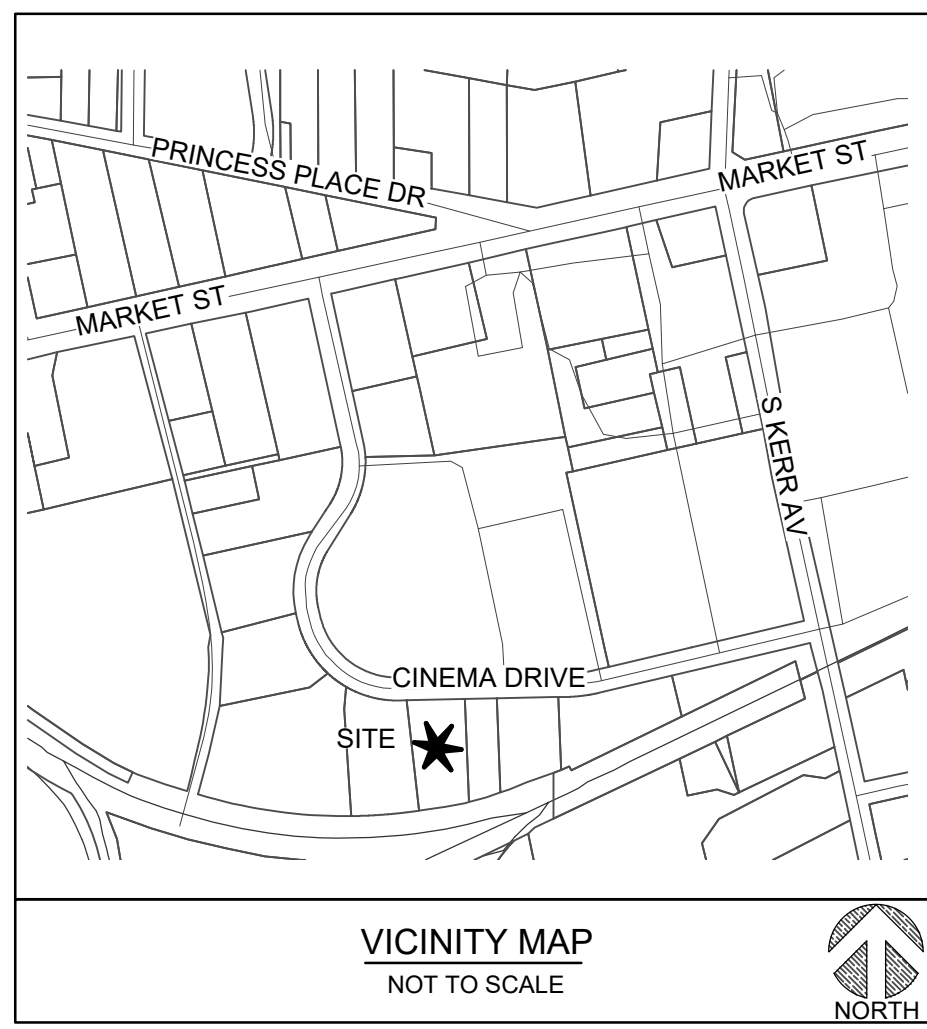 PRINCESS PLACE DR
MARKET ST
MARKET ST
S KERR AV
CINEMA DRIVE
SITE
VICINITY MAP
NOT TO SCALE
NORTH